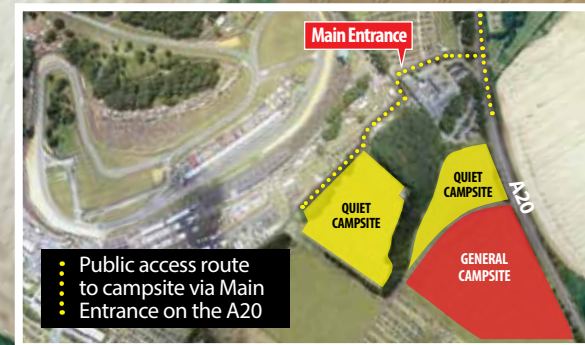 Main Entrance
QUIET
CAMPSITE
QUIET
CAMPSITE
A20
GENERAL
CAMPSITE
Public access route
to campsite via Main
Entrance on the A20